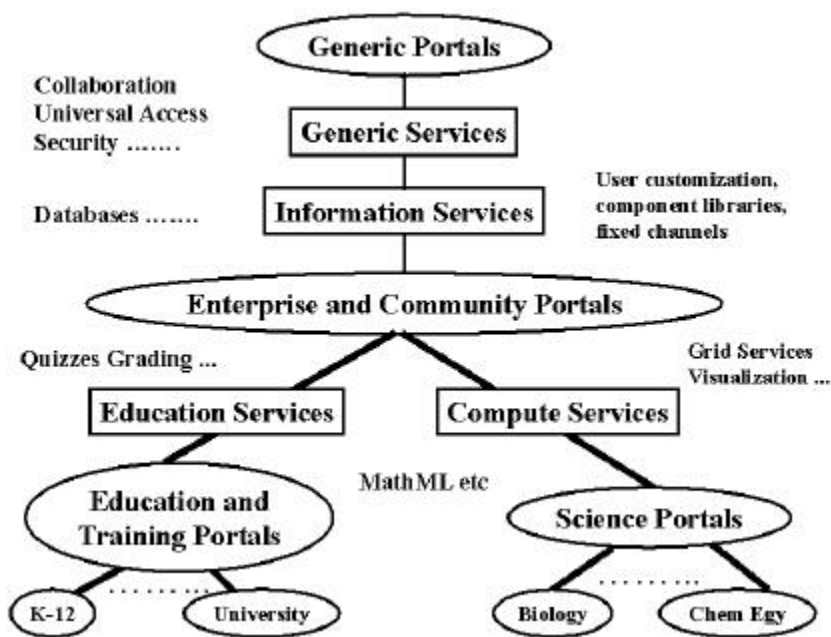 Generic Portals
Collaboration
Universal Access
Security .......
Generic Services
Databases .......
Information Services
User customization,
component libraries,
fixed channels
Enterprise and Community Portals
Quizzes Grading ...
Grid Services
Visualization ...
Education Services
Compute Services
MathML etc
Education and
Training Portals
Science Portals
K-12
.........
University
Biology
.........
Chem Egy